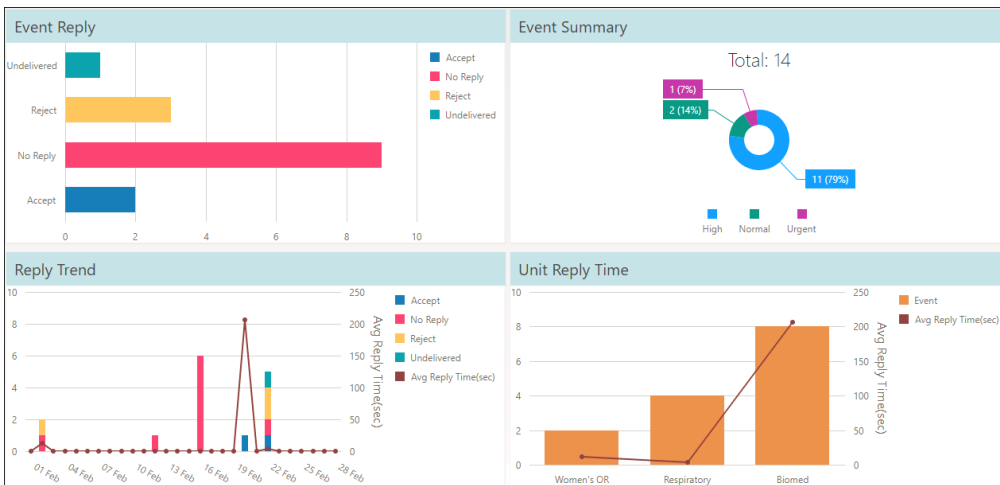 Event Reply
Undelivered
Reject
No Reply
Accept
0 2 4 6 8 10
Accept
No Reply
Reject
Undelivered
Event Summary
Total: 14
1 (7%)
2 (14%)
11 (79%)
High Normal Urgent
Reply Trend
10
8
6
4
2
0
01 Feb 04 Feb 07 Feb 10 Feb 13 Feb 16 Feb 19 Feb 22 Feb 25 Feb 28 Feb
250
200
150
100
50
0
Avg Reply Time(sec)
Accept
No Reply
Reject
Undelivered
Avg Reply Time(sec)
Unit Reply Time
10
8
6
4
2
0
Women's OR Respiratory Biomed
250
200
150
100
50
0
Avg Reply Time(sec)
Event
Avg Reply Time(sec)